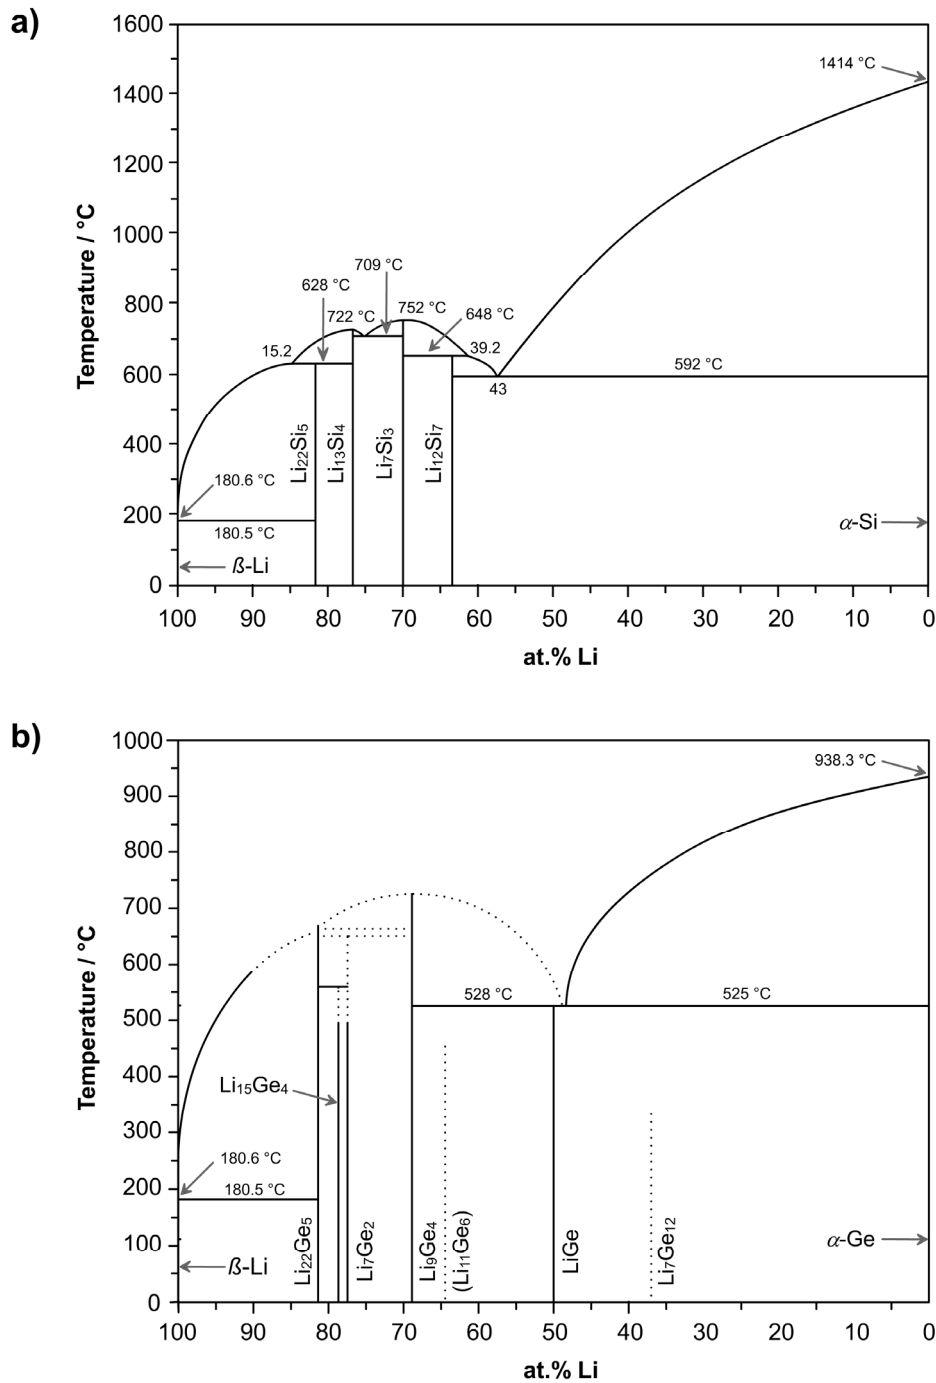 a)
1600
1400
1200
1000
800
600
400
200
0
Temperature / °C
1414 °C
709 °C
628 °C
722 °C
752 °C
648 °C
15.2
39.2
592 °C
43
Li22Si5
Li13Si4
Li7Si3
Li12Si7
180.6 °C
180.5 °C
ß-Li
α-Si
100 90 80 70 60 50 40 30 20 10 0
at.% Li
b)
1000
900
800
700
600
500
400
300
200
100
0
Temperature / °C
938.3 °C
528 °C
525 °C
Li15Ge4
180.6 °C
180.5 °C
Li22Ge5
Li7Ge2
Li9Ge4
(Li11Ge6)
LiGe
Li7Ge12
ß-Li
α-Ge
100 90 80 70 60 50 40 30 20 10 0
at.% Li